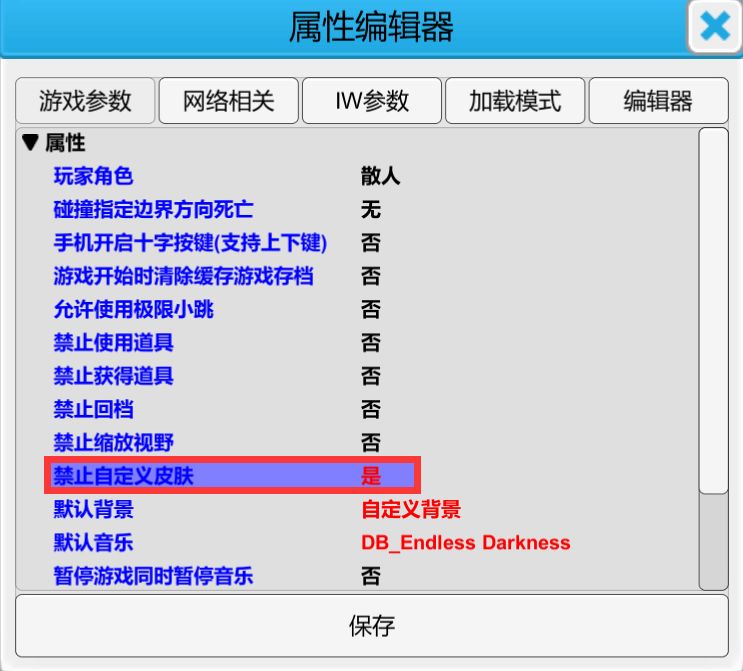 属性编辑器
游戏参数 网络相关 IW参数 加载模式 编辑器
▼ 属性
玩家角色 散人
碰撞指定边界方向死亡 无
手机开启十字按键(支持上下键) 否
游戏开始时清除缓存游戏存档 否
允许使用极限小跳 否
禁止使用道具 否
禁止获得道具 否
禁止回档 否
禁止缩放视野 否
禁止自定义皮肤 是
默认背景 自定义背景
默认音乐 DB_Endless Darkness
暂停游戏同时暂停音乐 否
保存